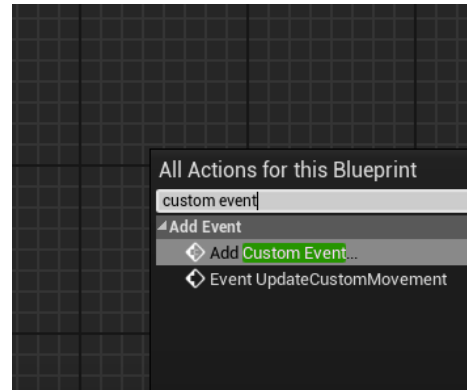 All Actions for this Blueprint
custom event
Add Event
Add Custom Event...
Event UpdateCustomMovement